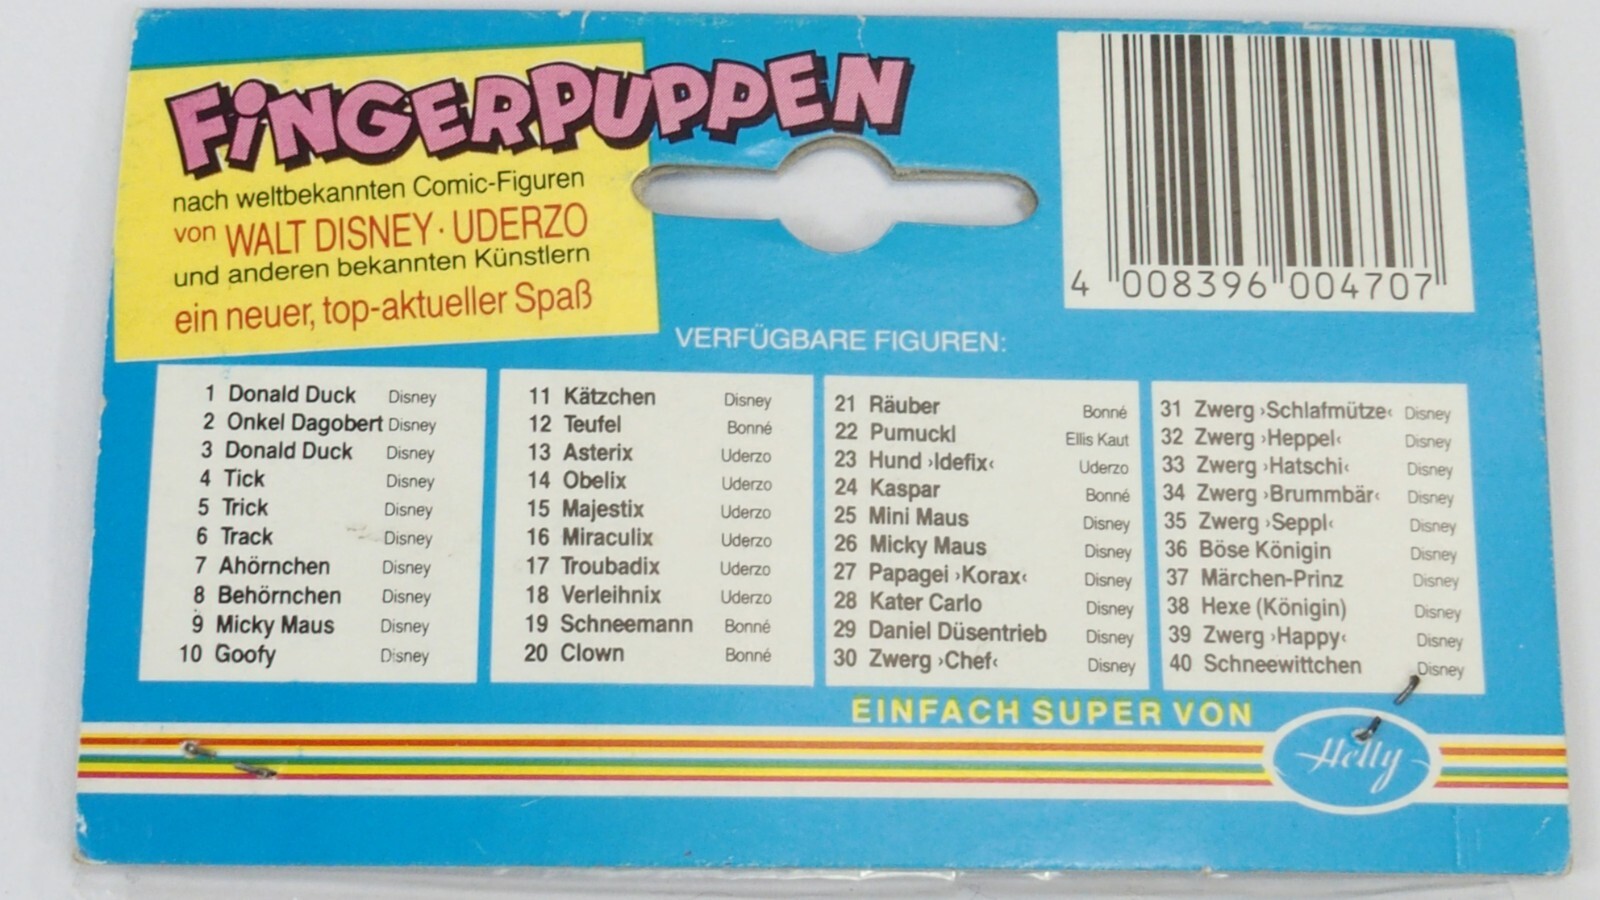 FiNGERPUPPEN
nach weltbekannten Comic-Figuren
von WALT DISNEY · UDERZO
und anderen bekannten Künstlern
ein neuer, top-aktueller Spaß
4 008396 004707
VERFÜGBARE FIGUREN:
1 Donald Duck Disney
2 Onkel Dagobert Disney
3 Donald Duck Disney
4 Tick Disney
5 Trick Disney
6 Track Disney
7 Ahörnchen Disney
8 Behörnchen Disney
9 Micky Maus Disney
10 Goofy Disney
11 Kätzchen Disney
12 Teufel Bonné
13 Asterix Uderzo
14 Obelix Uderzo
15 Majestix Uderzo
16 Miraculix Uderzo
17 Troubadix Uderzo
18 Verleihnix Uderzo
19 Schneemann Bonné
20 Clown Bonné
21 Räuber Bonné
22 Pumuckl Ellis Kaut
23 Hund ›Idefix‹ Uderzo
24 Kaspar Bonné
25 Mini Maus Disney
26 Micky Maus Disney
27 Papagei ›Korax‹ Disney
28 Kater Carlo Disney
29 Daniel Düsentrieb Disney
30 Zwerg ›Chef‹ Disney
31 Zwerg ›Schlafmütze‹ Disney
32 Zwerg ›Heppel‹ Disney
33 Zwerg ›Hatschi‹ Disney
34 Zwerg ›Brummbär‹ Disney
35 Zwerg ›Seppl‹ Disney
36 Böse Königin Disney
37 Märchen-Prinz Disney
38 Hexe (Königin) Disney
39 Zwerg ›Happy‹ Disney
40 Schneewittchen Disney
EINFACH SUPER VON
Helly